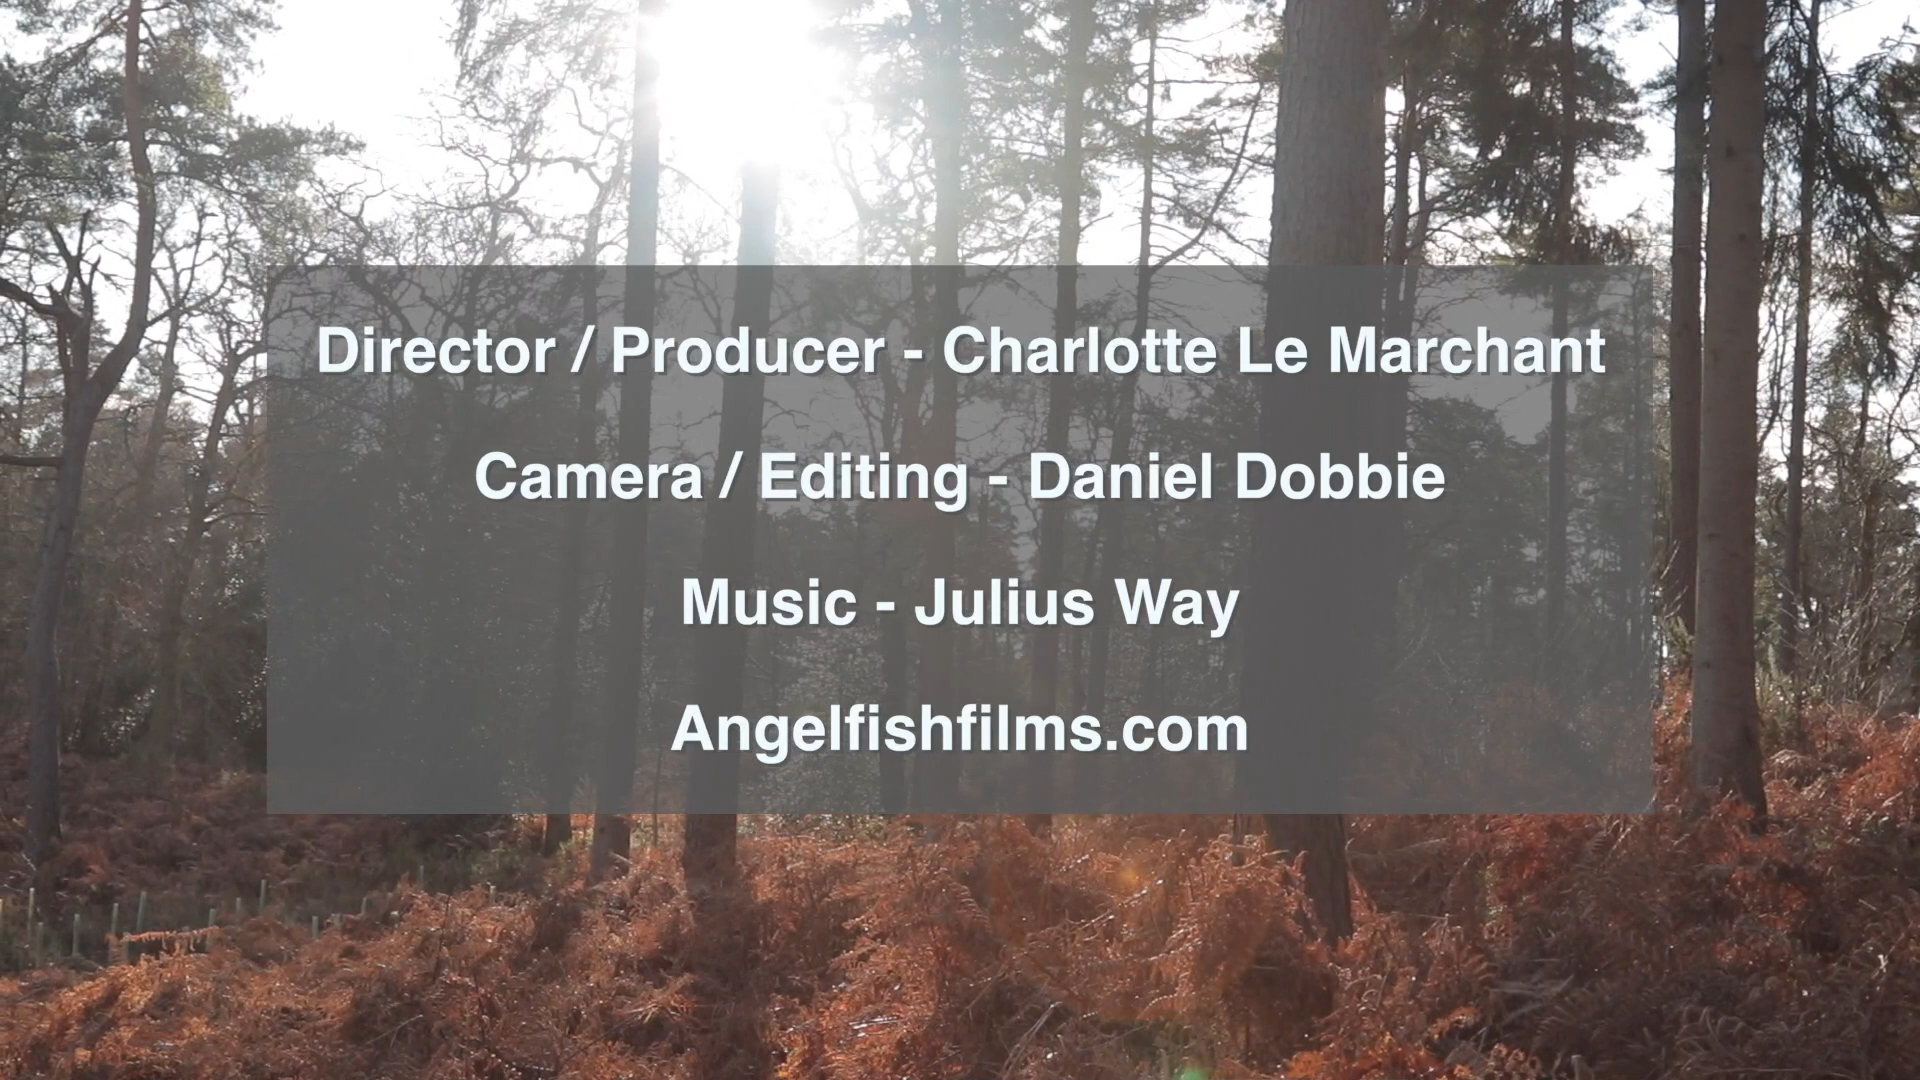 Director / Producer - Charlotte Le Marchant
Camera / Editing - Daniel Dobbie
Music - Julius Way
Angelfishfilms.com